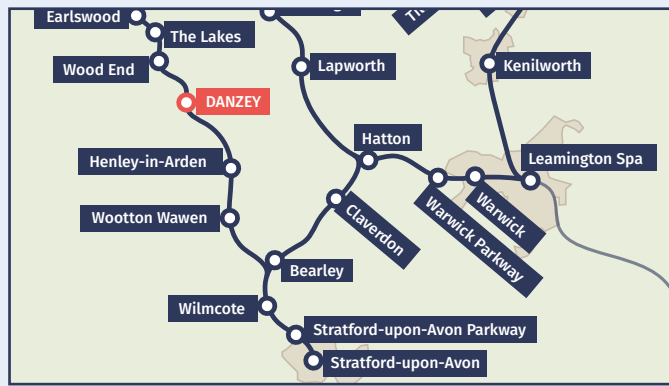 Earlswood
The Lakes
Wood End
Lapworth
Kenilworth
DANZEY
Hatton
Henley-in-Arden
Leamington Spa
Wootton Wawen
Claverdon
Warwick Parkway
Warwick
Bearley
Wilmcote
Stratford-upon-Avon Parkway
Stratford-upon-Avon